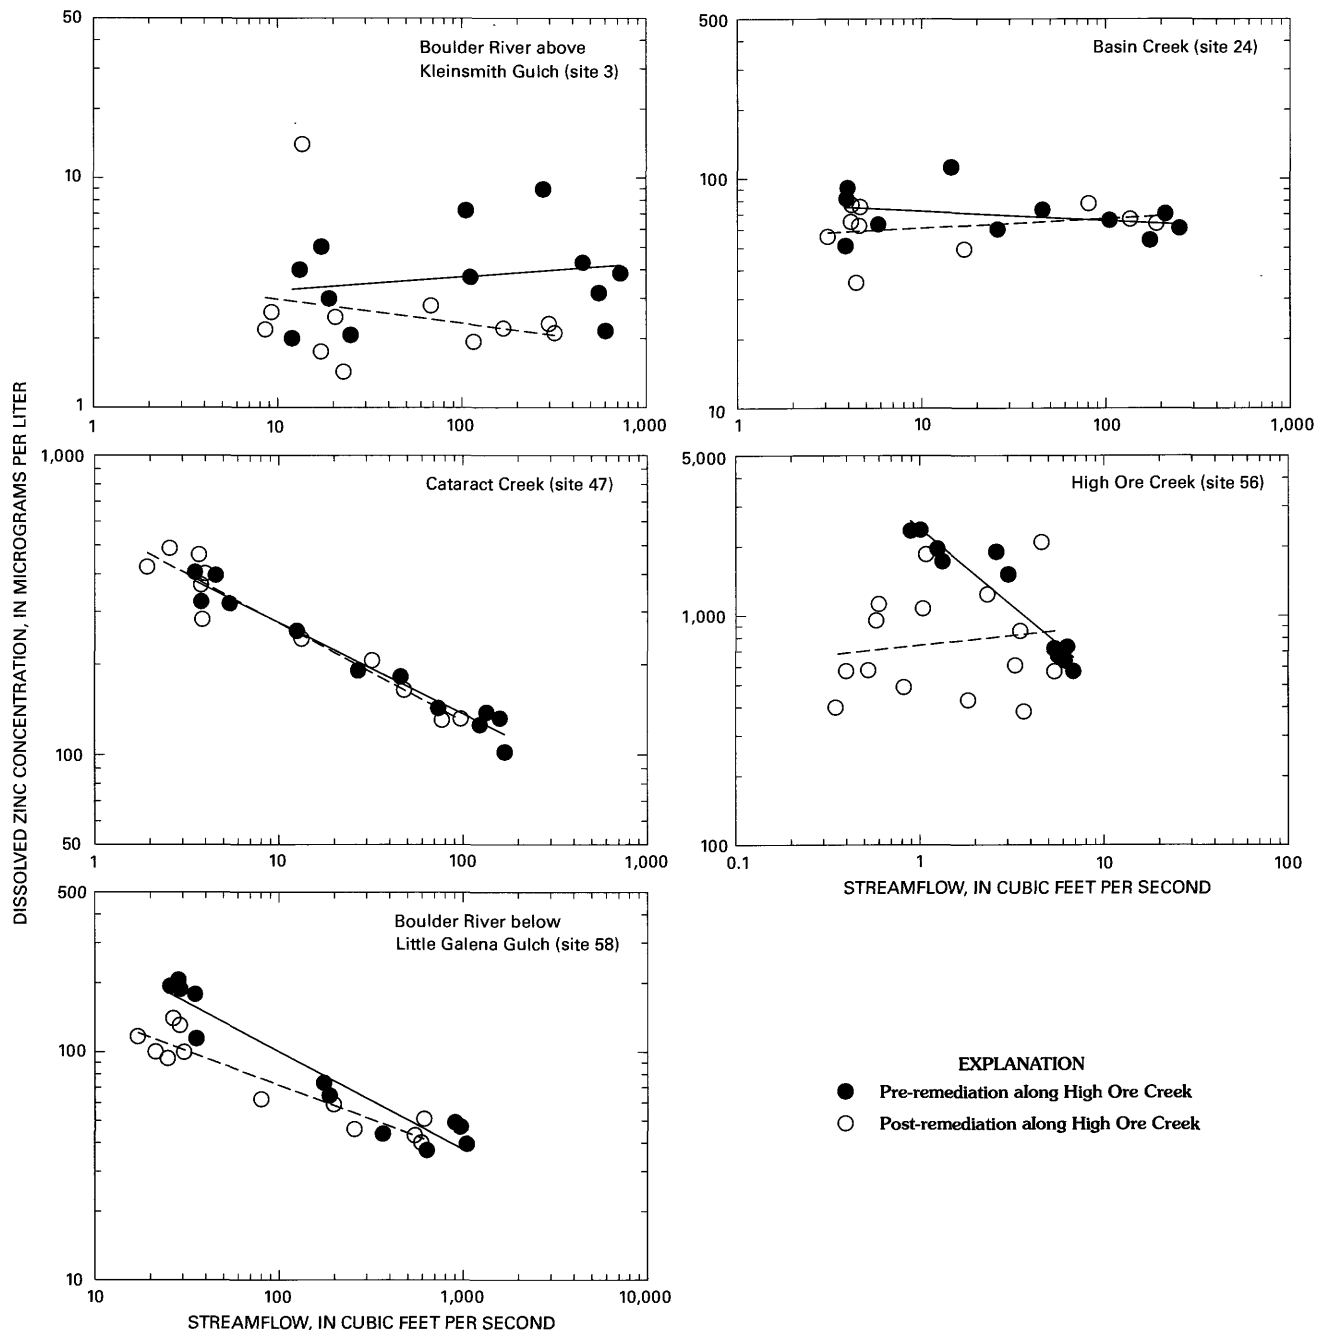 DISSOLVED ZINC CONCENTRATION, IN MICROGRAMS PER LITER
Boulder River above
Kleinsmith Gulch (site 3)
50
10
1
1
10
100
1,000
Basin Creek (site 24)
500
100
10
1
10
100
1,000
Cataract Creek (site 47)
1,000
100
50
1
10
100
1,000
High Ore Creek (site 56)
5,000
1,000
100
0.1
1
10
100
STREAMFLOW, IN CUBIC FEET PER SECOND
Boulder River below
Little Galena Gulch (site 58)
500
100
10
10
100
1,000
10,000
STREAMFLOW, IN CUBIC FEET PER SECOND
EXPLANATION
Pre-remediation along High Ore Creek
Post-remediation along High Ore Creek